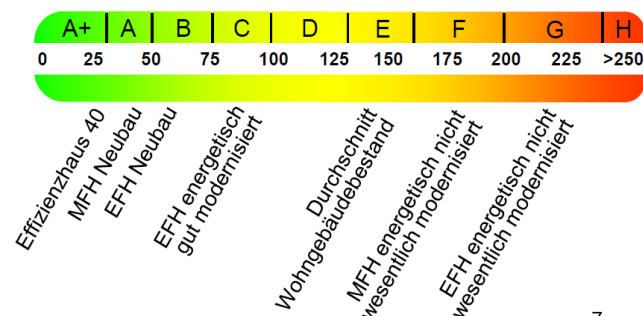 A+ A B C D E F G H
0 25 50 75 100 125 150 175 200 225 >250
Effizienzhaus 40
MFH Neubau
EFH Neubau
EFH energetisch
gut modernisiert
Durchschnitt
Wohngebäudebestand
MFH energetisch nicht
wesentlich modernisiert
EFH energetisch nicht
wesentlich modernisiert
7